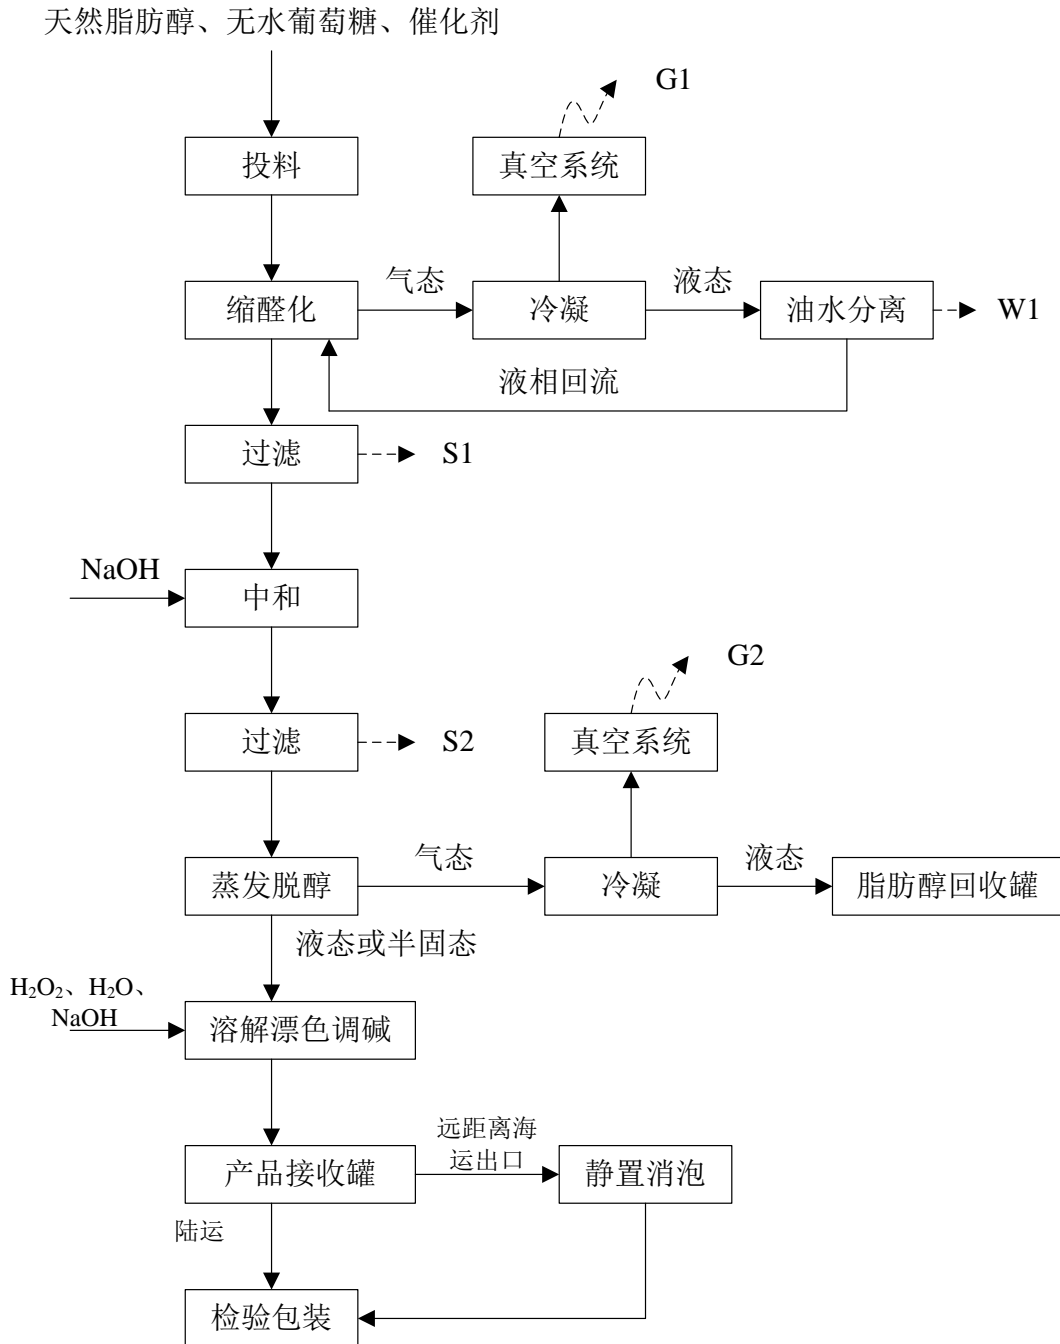 天然脂肪醇、无水葡萄糖、催化剂
G1
投料
真空系统
气态
液态
缩醛化
冷凝
油水分离
W1
液相回流
过滤
S1
NaOH
中和
G2
过滤
S2
真空系统
气态
液态
蒸发脱醇
冷凝
脂肪醇回收罐
液态或半固态
H₂O₂、H₂O、
NaOH
溶解漂色调碱
远距离海
运出口
产品接收罐
静置消泡
陆运
检验包装